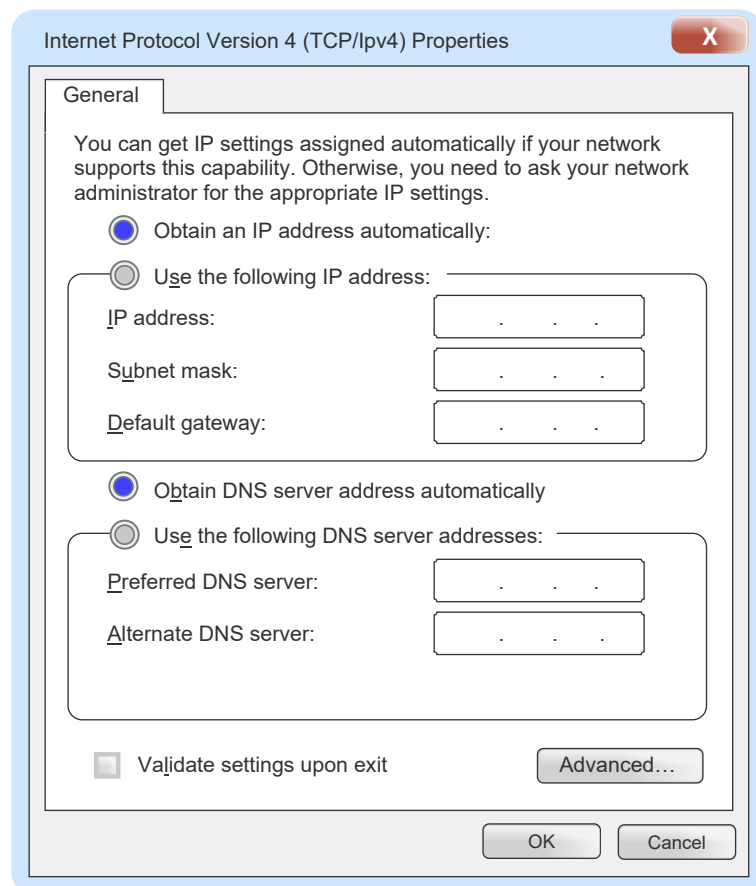 Internet Protocol Version 4 (TCP/Ipv4) Properties
X
General
You can get IP settings assigned automatically if your network
supports this capability. Otherwise, you need to ask your network
administrator for the appropriate IP settings.
Obtain an IP address automatically:
Use the following IP address:
IP address: . . .
Subnet mask: . . .
Default gateway: . . .
Obtain DNS server address automatically
Use the following DNS server addresses:
Preferred DNS server: . . .
Alternate DNS server: . . .
Validate settings upon exit
Advanced…
OK
Cancel